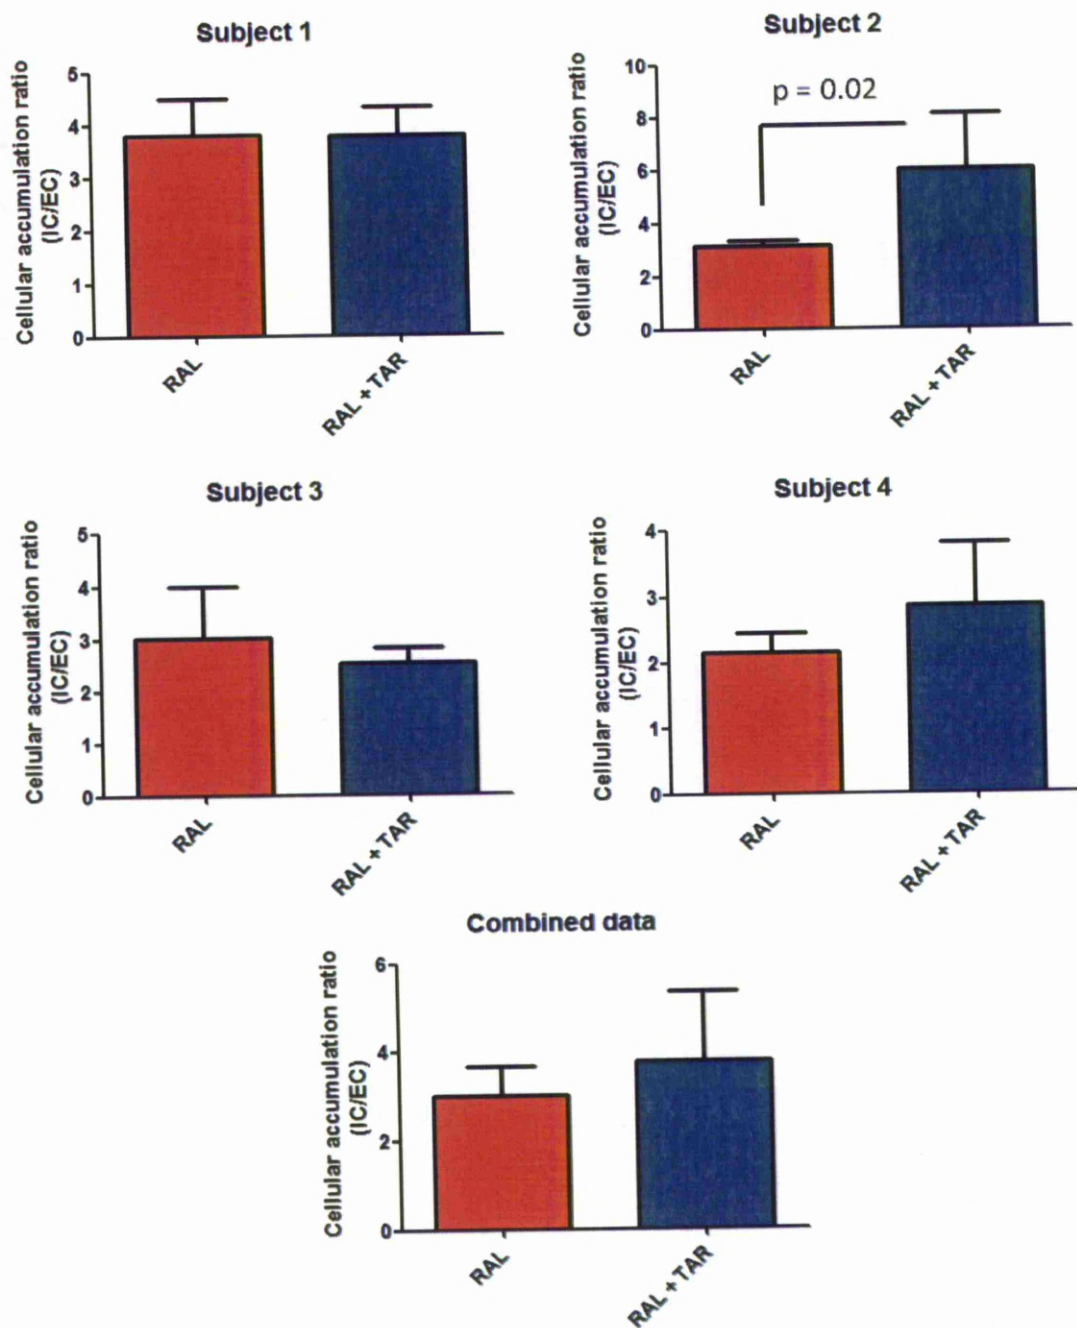 Subject 1
Cellular accumulation ratio
(IC/EC)
5
4
3
2
1
0
RAL
RAL + TAR
Subject 2
Cellular accumulation ratio
(IC/EC)
10
8
6
4
2
0
p = 0.02
RAL
RAL + TAR
Subject 3
Cellular accumulation ratio
(IC/EC)
5
4
3
2
1
0
RAL
RAL + TAR
Subject 4
Cellular accumulation ratio
(IC/EC)
4
3
2
1
0
RAL
RAL + TAR
Combined data
Cellular accumulation ratio
(IC/EC)
6
4
2
0
RAL
RAL + TAR